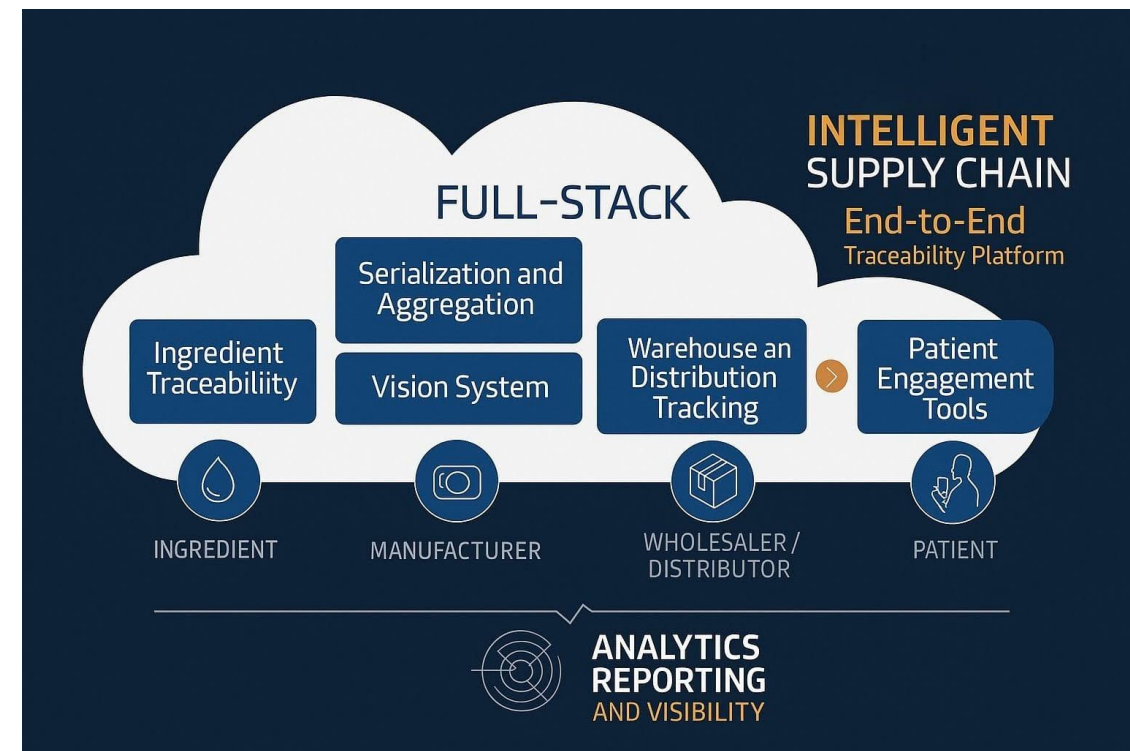 INTELLIGENT
SUPPLY CHAIN
End-to-End
Traceability Platform
FULL-STACK
Serialization and
Aggregation
Ingredient
Traceabiliity
Vision System
Warehouse an
Distribution
Tracking
Patient
Engagement
Tools
INGREDIENT
MANUFACTURER
WHOLESALER /
DISTRIBUTOR
PATIENT
ANALYTICS
REPORTING
AND VISIBILITY